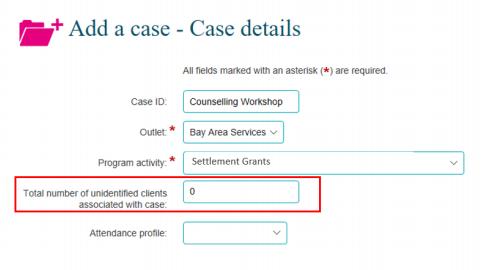 Add a case - Case details
All fields marked with an asterisk (*) are required.
Case ID: Counselling Workshop
Outlet: * Bay Area Services
Program activity: * Settlement Grants
Total number of unidentified clients
associated with case: 0
Attendance profile: